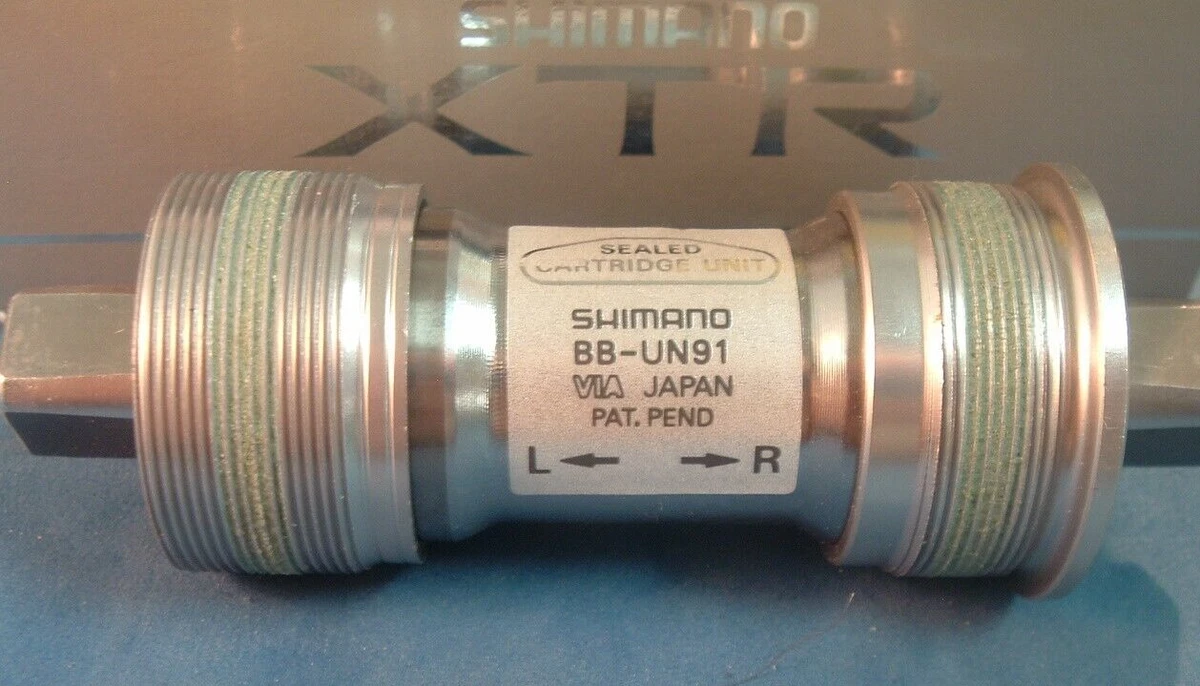 SHIMANO
XTR
SEALED
CARTRIDGE UNIT
SHIMANO
BB-UN91
VIA JAPAN
PAT. PEND
L R